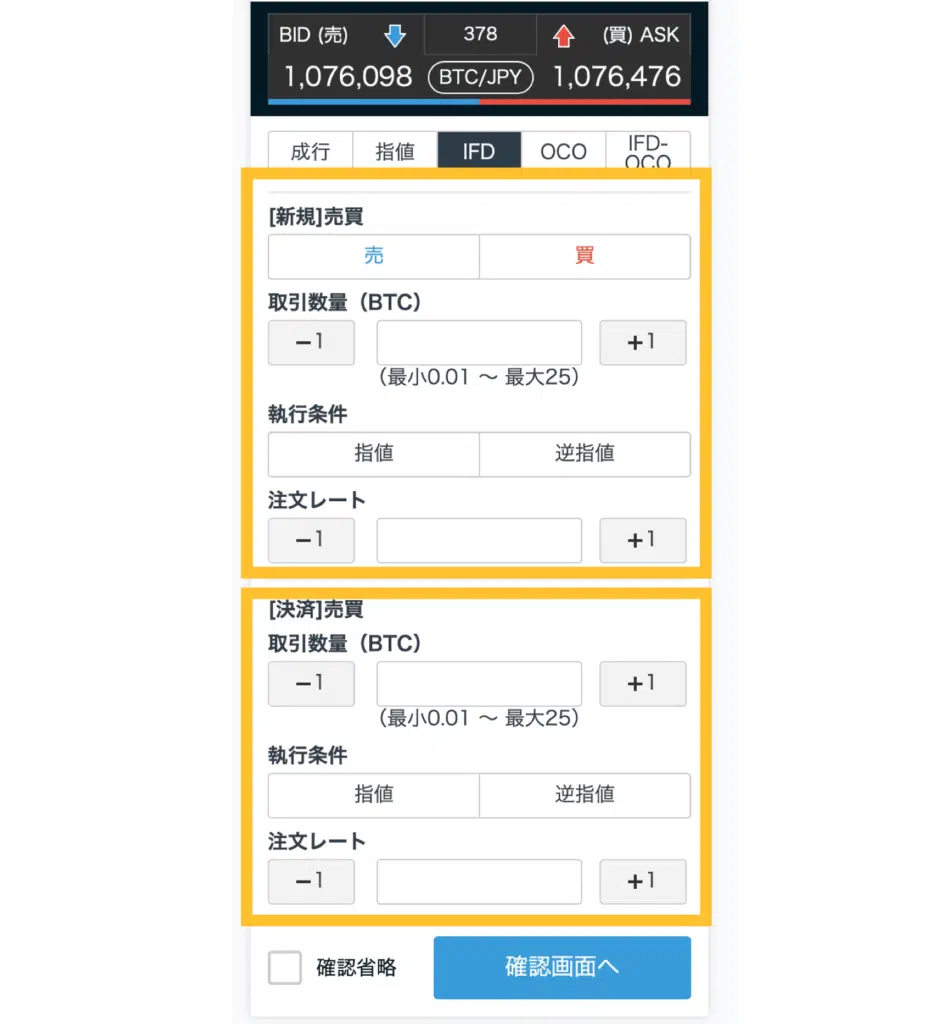 BID (売) 378 (買) ASK
1,076,098 BTC/JPY 1,076,476
成行 指値 IFD OCO IFD-OCO
[新規]売買
売 買
取引数量（BTC）
−1 +1
（最小0.01 〜 最大25）
執行条件
指値 逆指値
注文レート
−1 +1
[決済]売買
取引数量（BTC）
−1 +1
（最小0.01 〜 最大25）
執行条件
指値 逆指値
注文レート
−1 +1
確認省略 確認画面へ